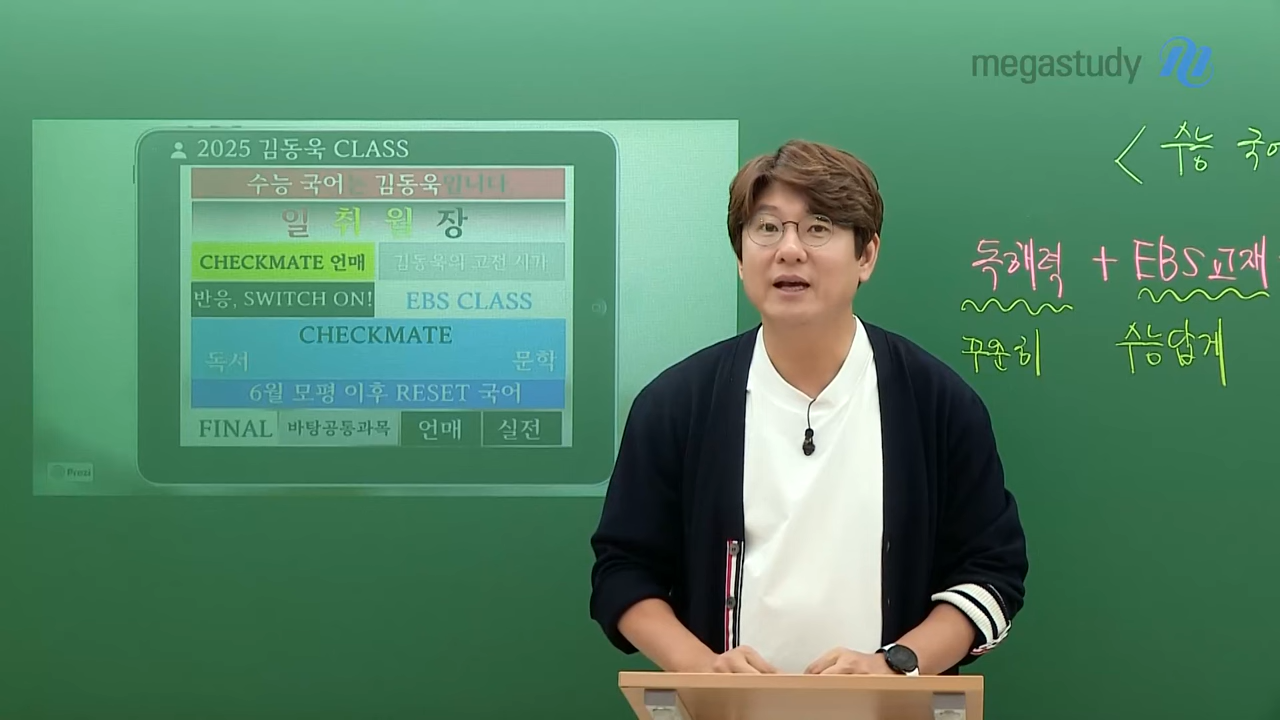 megastudy
2025 김동욱 CLASS
수능 국어는 김동욱입니다
일 취 월 장
CHECKMATE 언매
김동욱의 고전 시가
반응, SWITCH ON!
EBS CLASS
CHECKMATE
독서
문학
6월 모평 이후 RESET 국어
FINAL
바탕공통과목
언매
실전
Prezi
<수능 국어
독해력 + EBS교재
꾸준히
수능답게